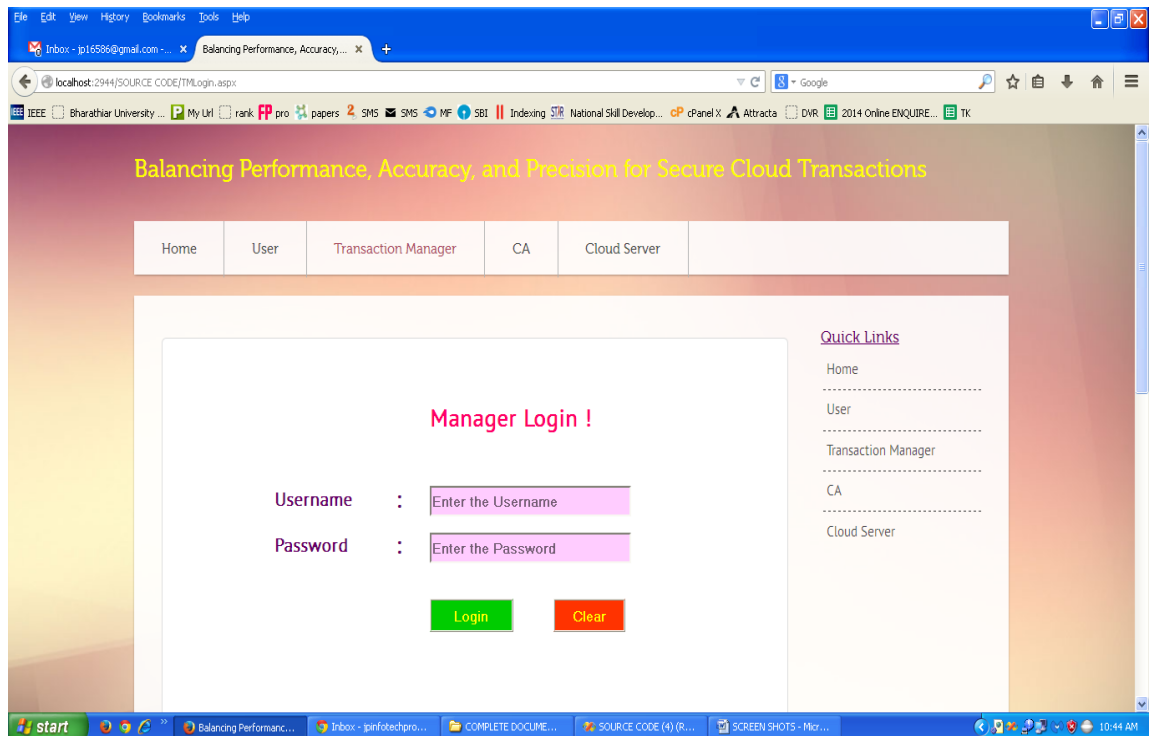 File Edit View History Bookmarks Tools Help
Inbox - jp16586@gmail.com -... × Balancing Performance, Accuracy,... × +
localhost:2944/SOURCE CODE/TMLogin.aspx
Google
IEEE Bharathiar University ... My Url rank pro papers SMS SMS MF SBI Indexing National Skill Develop... cPanel X Attracta DVR 2014 Online ENQUIRE... TK
Balancing Performance, Accuracy, and Precision for Secure Cloud Transactions
Home User Transaction Manager CA Cloud Server
Quick Links
Home
User
Transaction Manager
CA
Cloud Server
Manager Login !
Username : Enter the Username
Password : Enter the Password
Login Clear
start Balancing Performanc... Inbox - jpinfotechpro... COMPLETE DOCUME... SOURCE CODE (4) (R... SCREEN SHOTS - Micr... 10:44 AM